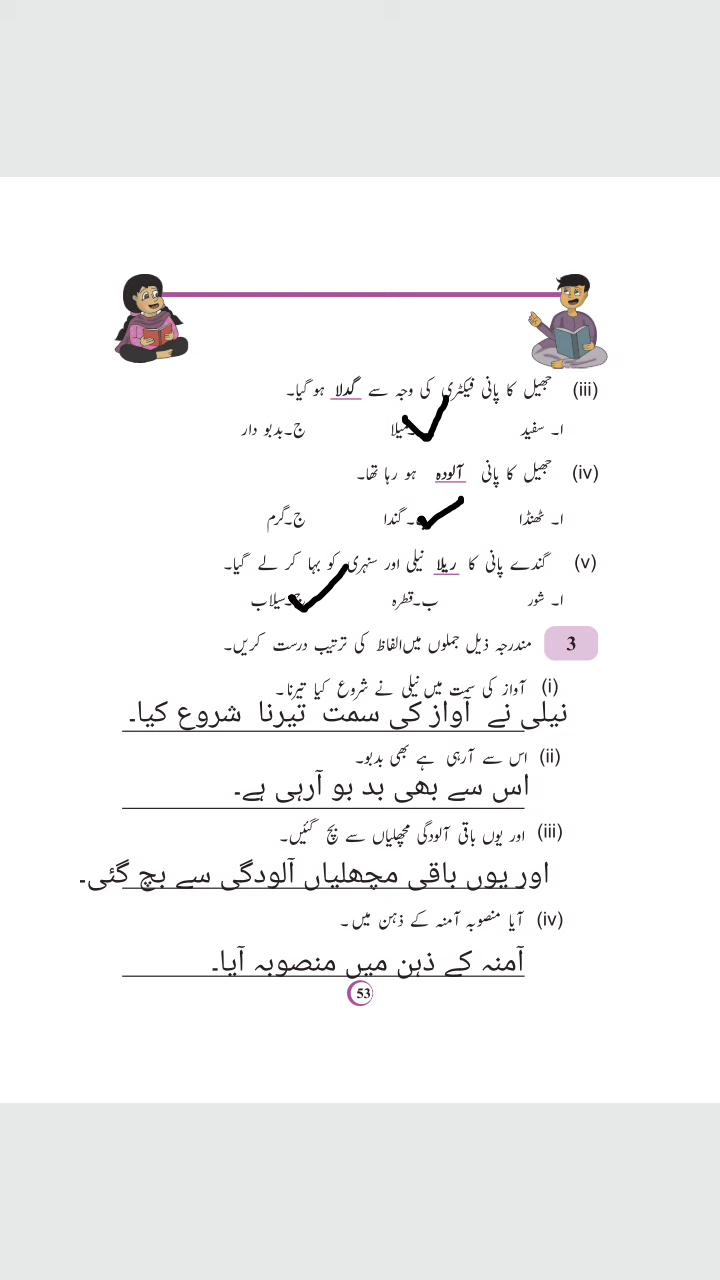 (iii) جھیل کا پانی فیکٹری کی وجہ سے گدلا ہو گیا۔
ا۔ سفید میلا ج۔بدبو دار
(iv) جھیل کا پانی آلودہ ہو رہا تھا۔
ا۔ ٹھنڈا ۔ گندا ج۔گرم
(v) گندے پانی کا ریلا نیلی اور سنہری کو بہا کر لے گیا۔
ا۔ شور ب۔قطرہ ج۔سیلاب
3 مندرجہ ذیل جملوں میں الفاظ کی ترتیب درست کریں۔
(i) آواز کی سمت میں نیلی نے شروع کیا تیرنا۔
نیلی نے آواز کی سمت تیرنا شروع کیا۔
(ii) اس سے آرہی ہے بھی بدبو۔
اس سے بھی بد بو آرہی ہے۔
(iii) اور یوں باقی آلودگی مچھلیاں سے بچ گئیں۔
اور یوں باقی مچھلیاں آلودگی سے بچ گئی۔
(iv) آیا منصوبہ آمنہ کے ذہن میں۔
آمنہ کے ذہن میں منصوبہ آیا۔
53